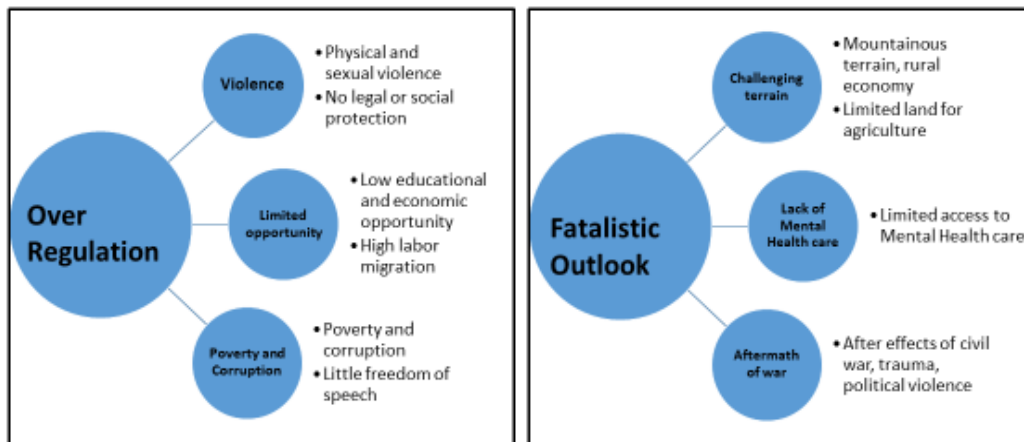 Over
Regulation
Violence
• Physical and
sexual violence
• No legal or social
protection
Limited
opportunity
• Low educational
and economic
opportunity
• High labor
migration
Poverty and
Corruption
• Poverty and
corruption
• Little freedom of
speech
Fatalistic
Outlook
Challenging
terrain
• Mountainous
terrain, rural
economy
• Limited land for
agriculture
Lack of
Mental
Health care
• Limited access to
Mental Health care
Aftermath
of war
• After effects of civil
war, trauma,
political violence